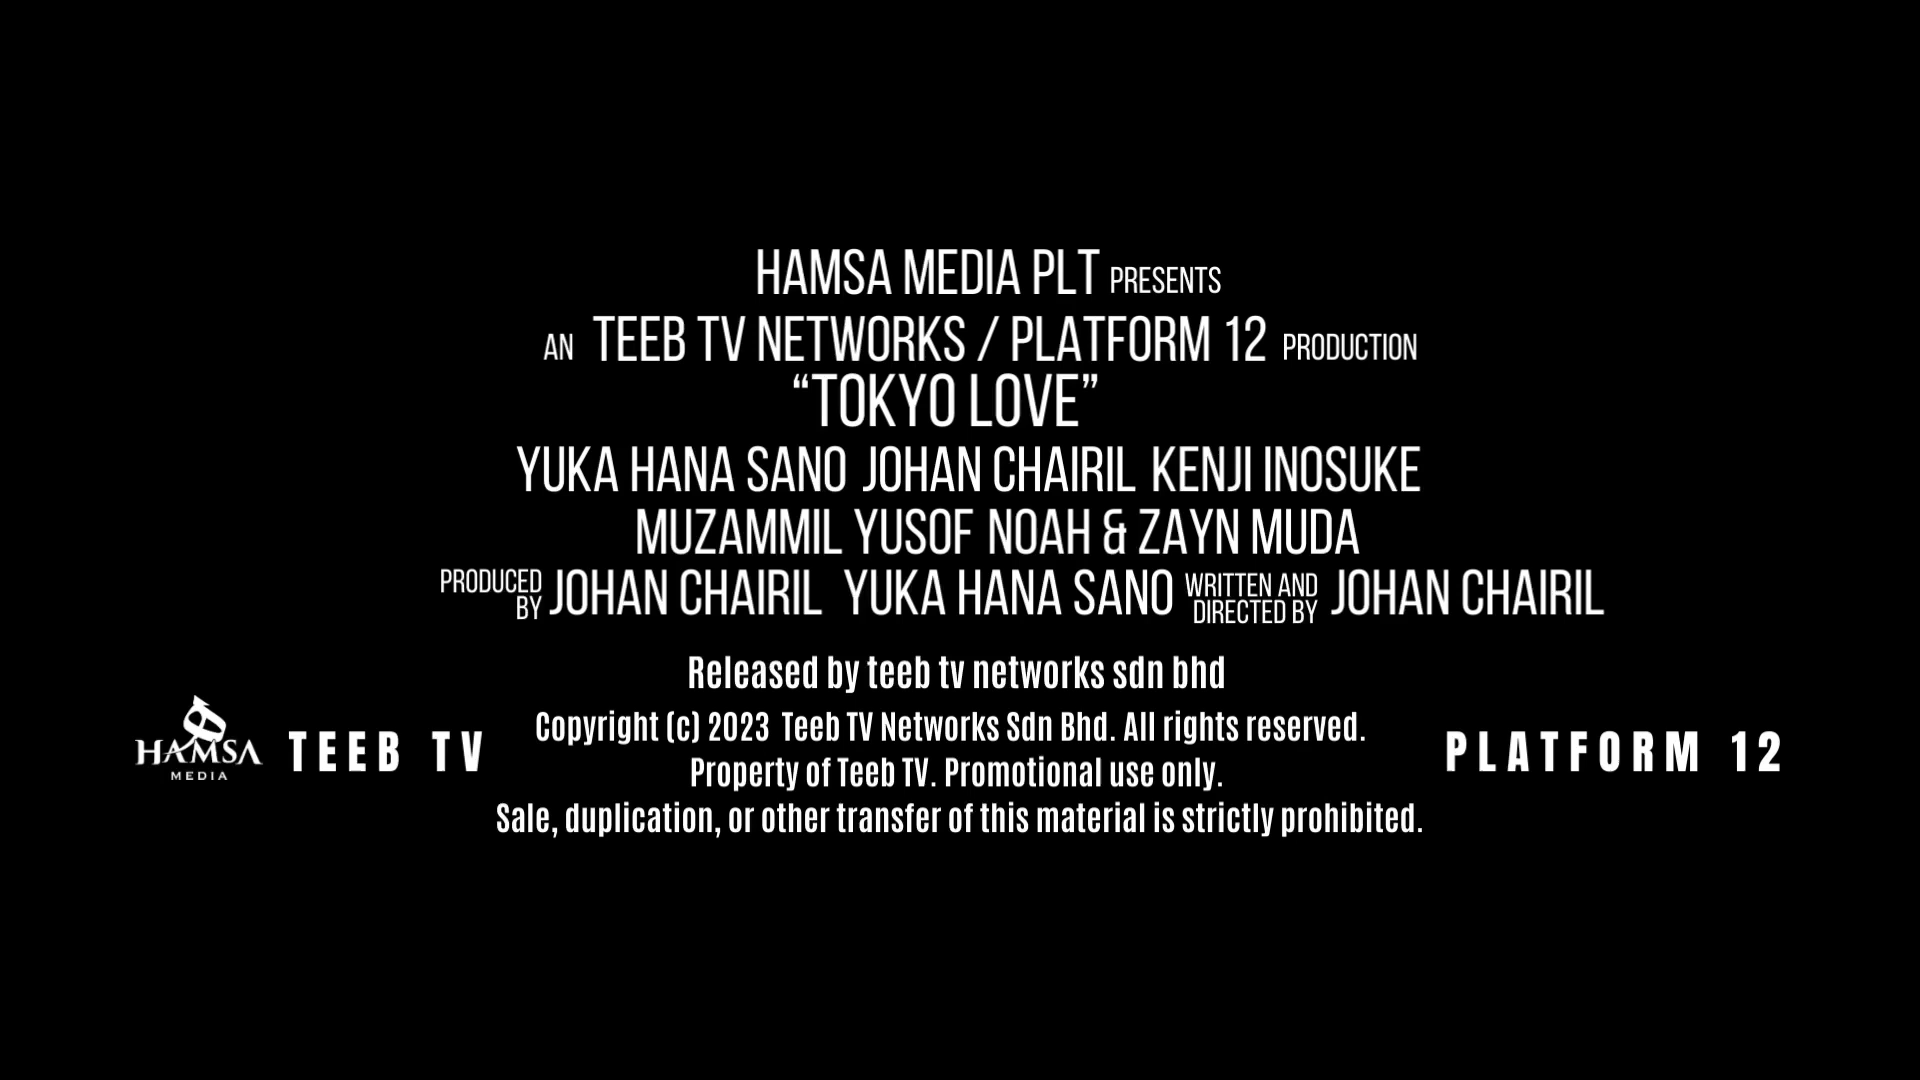 HAMSA MEDIA PLT PRESENTS
AN TEEB TV NETWORKS / PLATFORM 12 PRODUCTION
“TOKYO LOVE”
YUKA HANA SANO JOHAN CHAIRIL KENJI INOSUKE
MUZAMMIL YUSOF NOAH & ZAYN MUDA
PRODUCED BY JOHAN CHAIRIL YUKA HANA SANO WRITTEN AND DIRECTED BY JOHAN CHAIRIL
Released by teeb tv networks sdn bhd
Copyright (c) 2023 Teeb TV Networks Sdn Bhd. All rights reserved.
Property of Teeb TV. Promotional use only.
Sale, duplication, or other transfer of this material is strictly prohibited.
HAMSA
MEDIA
TEEB TV
PLATFORM 12